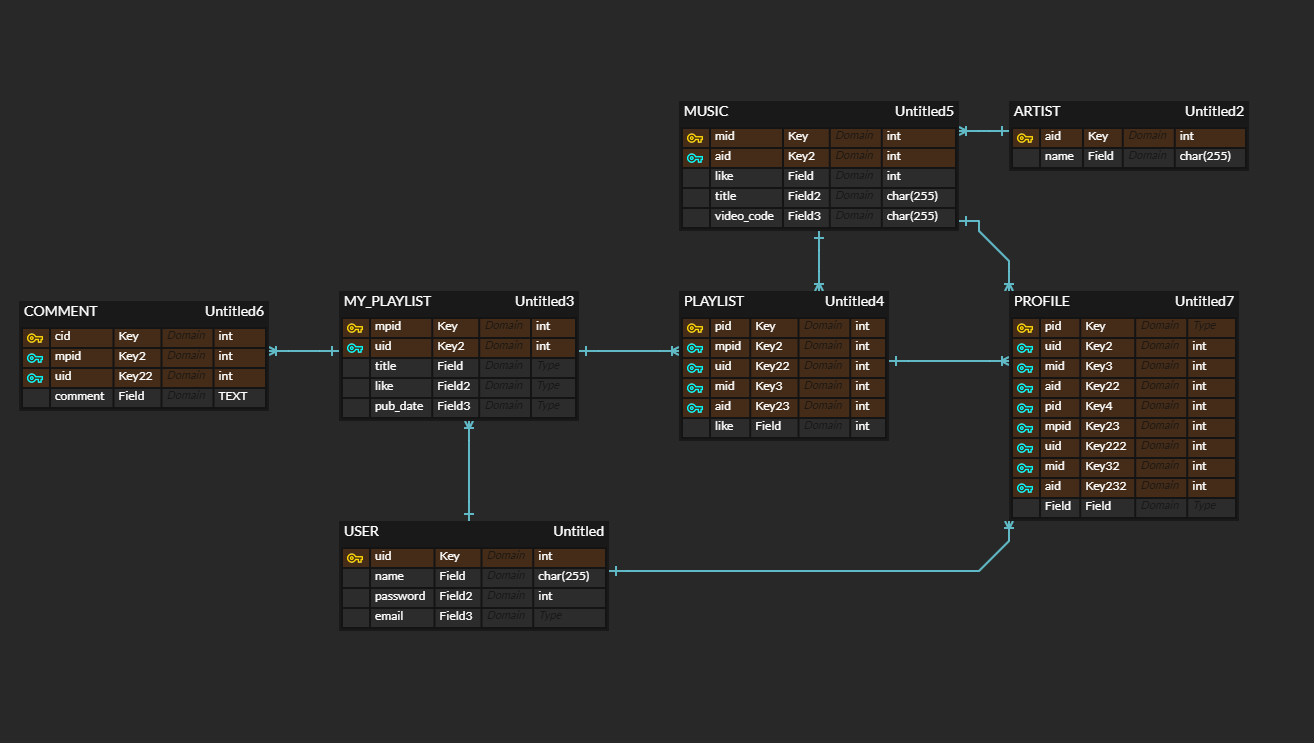 MUSIC Untitled5
mid Key Domain int
aid Key2 Domain int
like Field Domain int
title Field2 Domain char(255)
video_code Field3 Domain char(255)
ARTIST Untitled2
aid Key Domain int
name Field Domain char(255)
COMMENT Untitled6
cid Key Domain int
mpid Key2 Domain int
uid Key22 Domain int
comment Field Domain TEXT
MY_PLAYLIST Untitled3
mpid Key Domain int
uid Key2 Domain int
title Field Domain Type
like Field2 Domain Type
pub_date Field3 Domain Type
PLAYLIST Untitled4
pid Key Domain int
mpid Key2 Domain int
uid Key22 Domain int
mid Key3 Domain int
aid Key23 Domain int
like Field Domain int
PROFILE Untitled7
pid Key Domain Type
uid Key2 Domain int
mid Key3 Domain int
aid Key22 Domain int
pid Key4 Domain int
mpid Key23 Domain int
uid Key222 Domain int
mid Key32 Domain int
aid Key232 Domain int
Field Field Domain Type
USER Untitled
uid Key Domain int
name Field Domain char(255)
password Field2 Domain int
email Field3 Domain Type